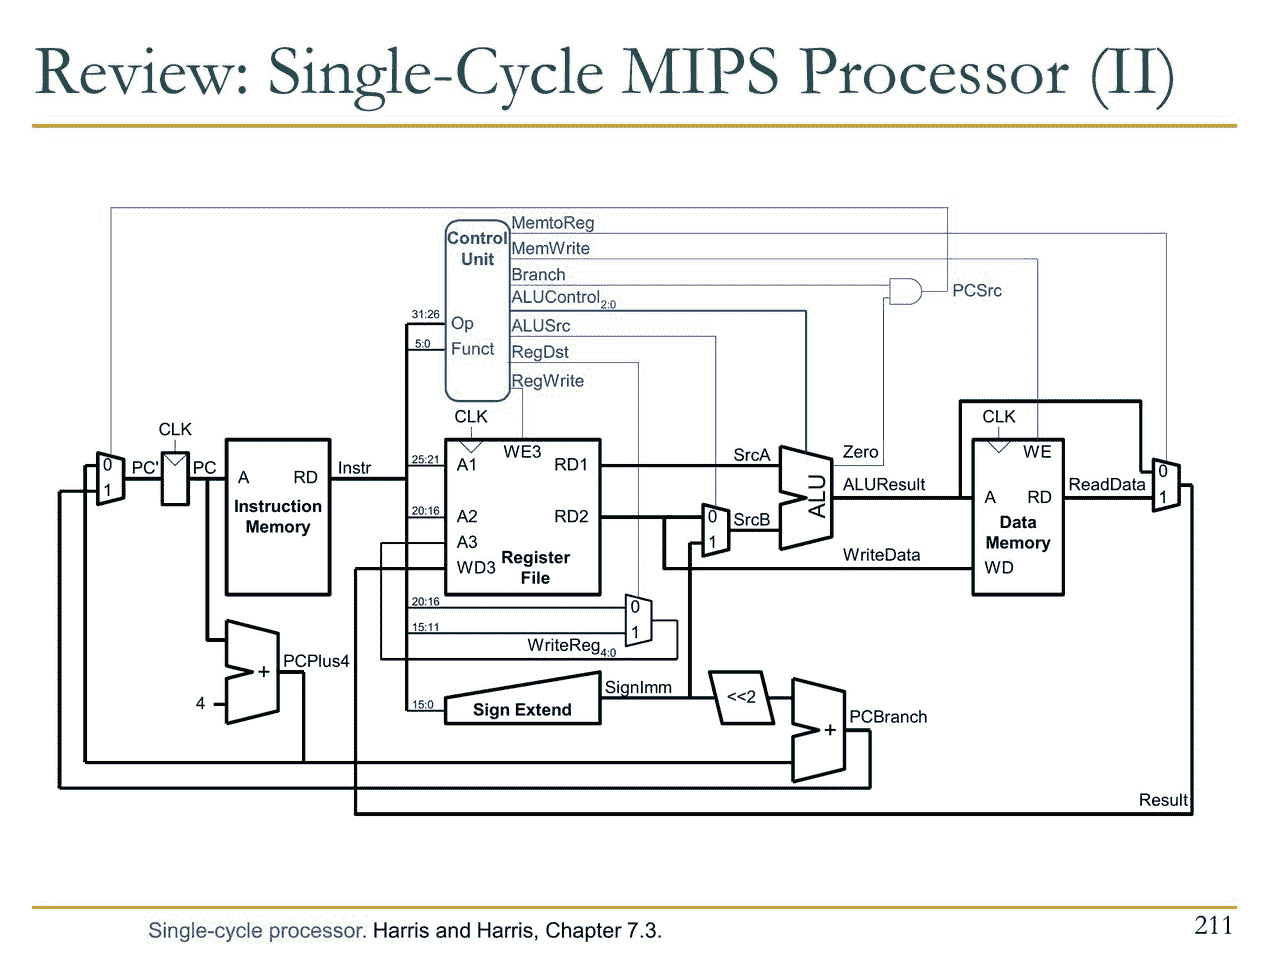 Review: Single-Cycle MIPS Processor (II)
MemtoReg
Control
Unit
MemWrite
Branch
PCSrc
ALUControl2:0
31:26
Op
ALUSrc
5:0
Funct
RegDst
RegWrite
CLK
CLK
CLK
WE3
WE
Zero
SrcA
0
1
PC'
PC
A
RD
Instruction
Memory
Instr
25:21
A1
RD1
20:16
A2
RD2
A3
WD3
Register
File
0
1
SrcB
ALU
ALUResult
A
RD
Data
Memory
WD
ReadData
0
1
WriteData
20:16
0
15:11
1
WriteReg4:0
PCPlus4
+
4
SignImm
15:0
Sign Extend
<<2
+
PCBranch
Result
Single-cycle processor. Harris and Harris, Chapter 7.3.
211